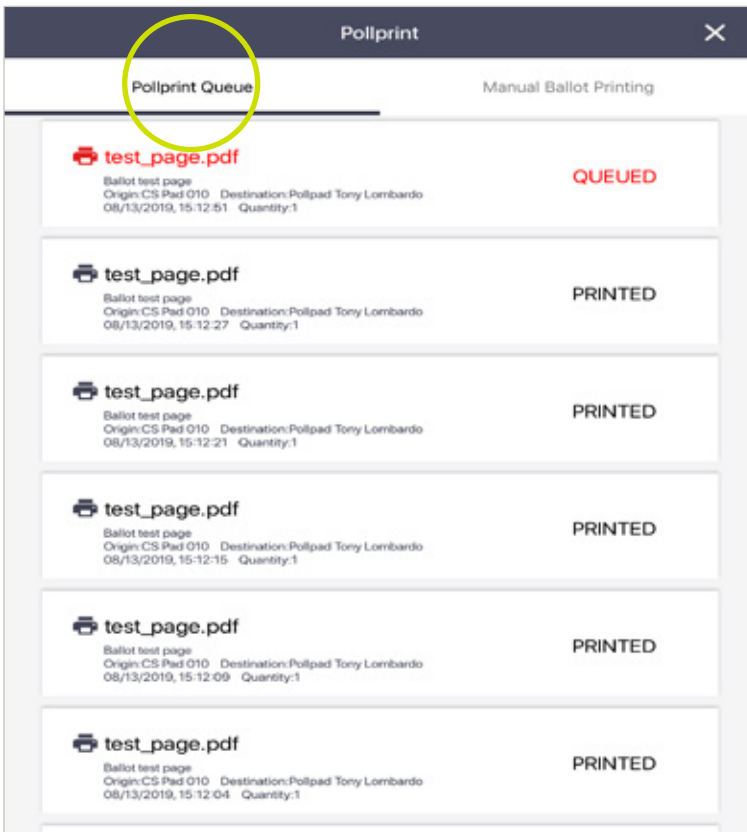 Pollprint
Pollprint Queue Manual Ballot Printing
test_page.pdf
QUEUED
Ballot test page
Origin:CS Pad 010 Destination:Pollpad Tony Lombardo
08/13/2019, 15:12:51 Quantity:1
test_page.pdf
PRINTED
Ballot test page
Origin:CS Pad 010 Destination:Pollpad Tony Lombardo
08/13/2019, 15:12:27 Quantity:1
test_page.pdf
PRINTED
Ballot test page
Origin:CS Pad 010 Destination:Pollpad Tony Lombardo
08/13/2019, 15:12:21 Quantity:1
test_page.pdf
PRINTED
Ballot test page
Origin:CS Pad 010 Destination:Pollpad Tony Lombardo
08/13/2019, 15:12:15 Quantity:1
test_page.pdf
PRINTED
Ballot test page
Origin:CS Pad 010 Destination:Pollpad Tony Lombardo
08/13/2019, 15:12:09 Quantity:1
test_page.pdf
PRINTED
Ballot test page
Origin:CS Pad 010 Destination:Pollpad Tony Lombardo
08/13/2019, 15:12:04 Quantity:1